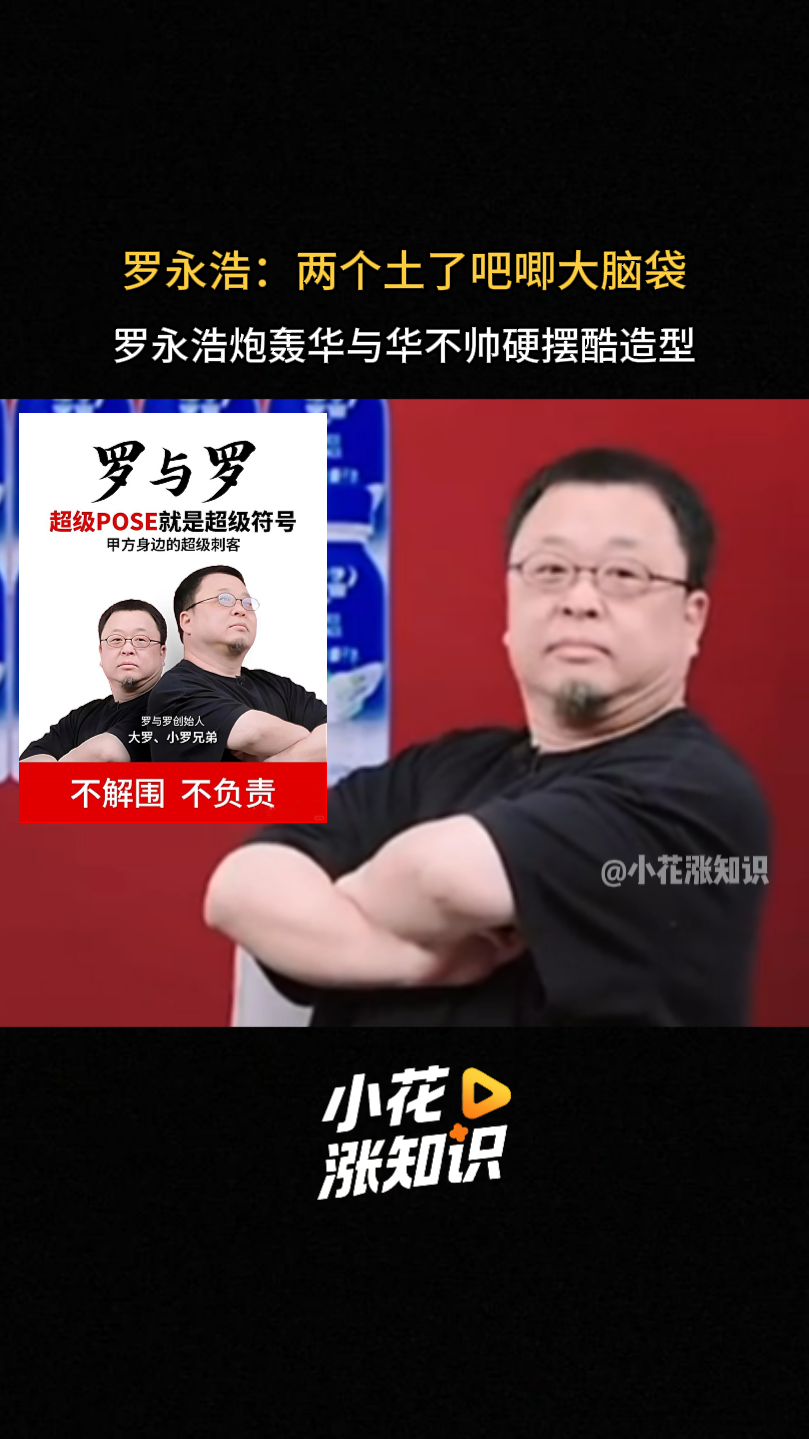 罗永浩：两个土了吧唧大脑袋
罗永浩炮轰华与华不帅硬摆酷造型
罗与罗
超级POSE就是超级符号
甲方身边的超级刺客
罗与罗创始人
大罗、小罗兄弟
不解围 不负责
@小花涨知识
小花
涨知识